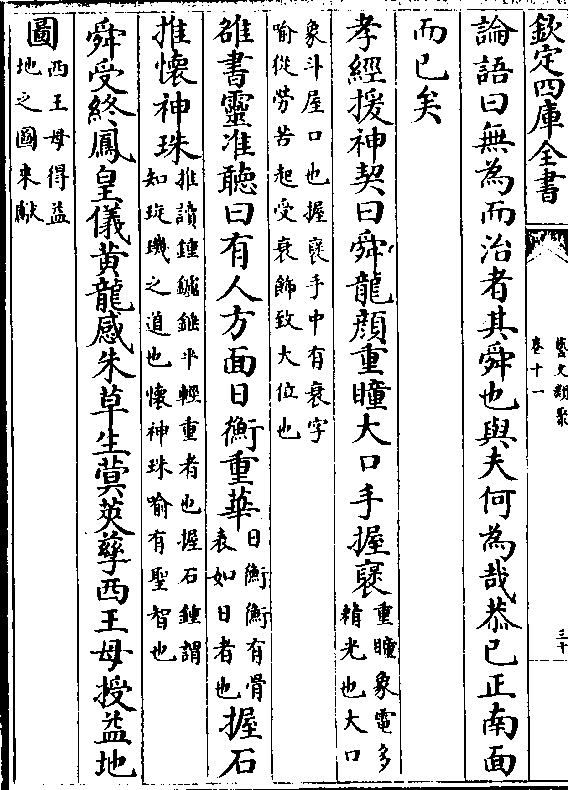 欽定四庫全書
藝文類聚
卷十一
三十
論語曰無為而治者其舜也與夫何為哉恭已正南面
而已矣
孝經援神契曰舜龍顔重瞳大口手握褒重瞳象電多精光也大口
象斗屋口也握褒手中有褒字喻從勞苦起受褒飾致大位也
雒書靈准聽曰有人方面日衡重華日衡衡有骨表如日者也握石
推懷神珠推讀鍾鍼錐平輕重者也握石錘謂知琁璣之道也懷神珠喻有聖智也
舜受終鳳皇儀黄龍感朱草生蓂莢孳西王母授益地
圖西王母得益地之圖來獻